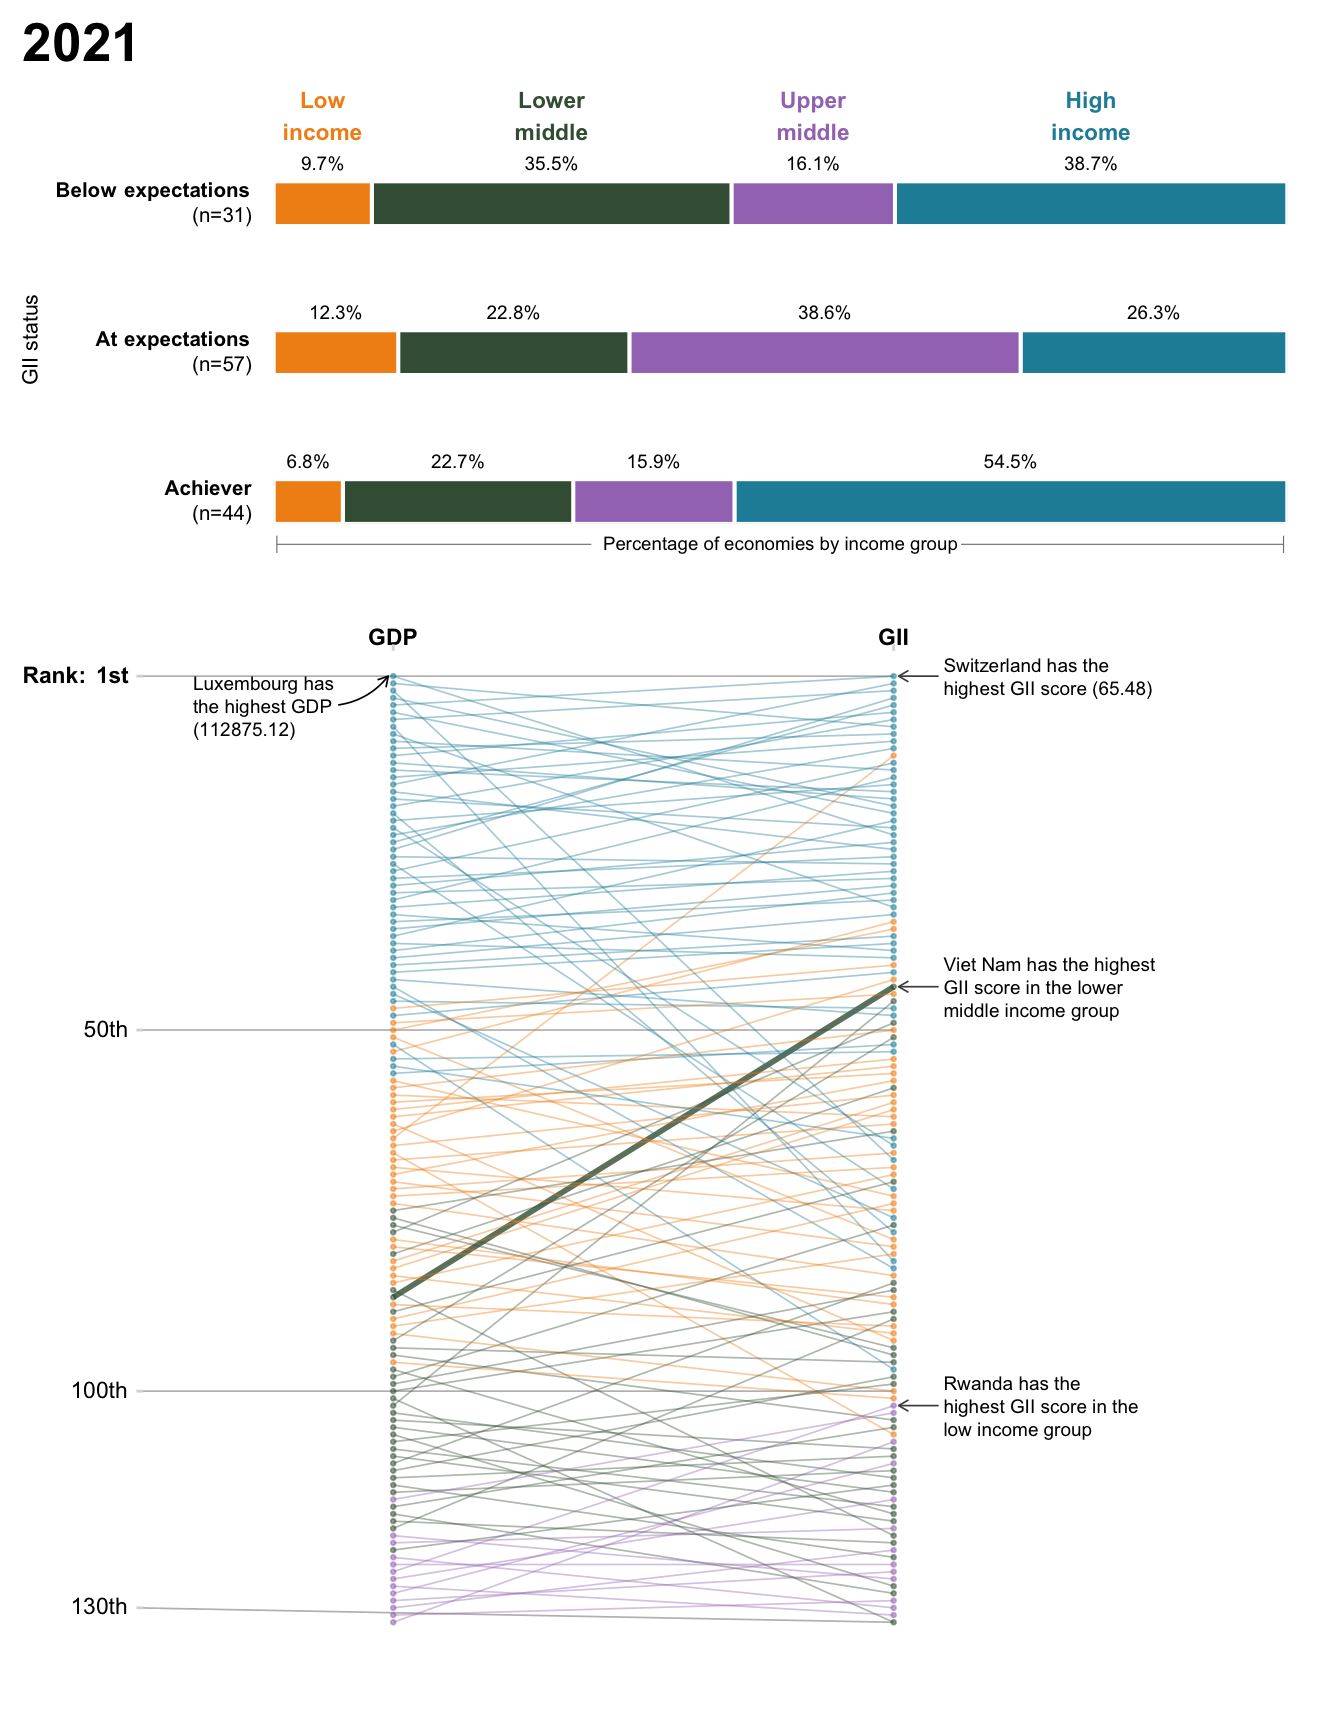 2021
Low
income
Lower
middle
Upper
middle
High
income
9.7%
35.5%
16.1%
38.7%
Below expectations
(n=31)
GII status
12.3%
22.8%
38.6%
26.3%
At expectations
(n=57)
6.8%
22.7%
15.9%
54.5%
Achiever
(n=44)
Percentage of economies by income group
GDP
GII
Rank: 1st
Luxembourg has
the highest GDP
(112875.12)
Switzerland has the
highest GII score (65.48)
Viet Nam has the highest
GII score in the lower
middle income group
50th
100th
Rwanda has the
highest GII score in the
low income group
130th